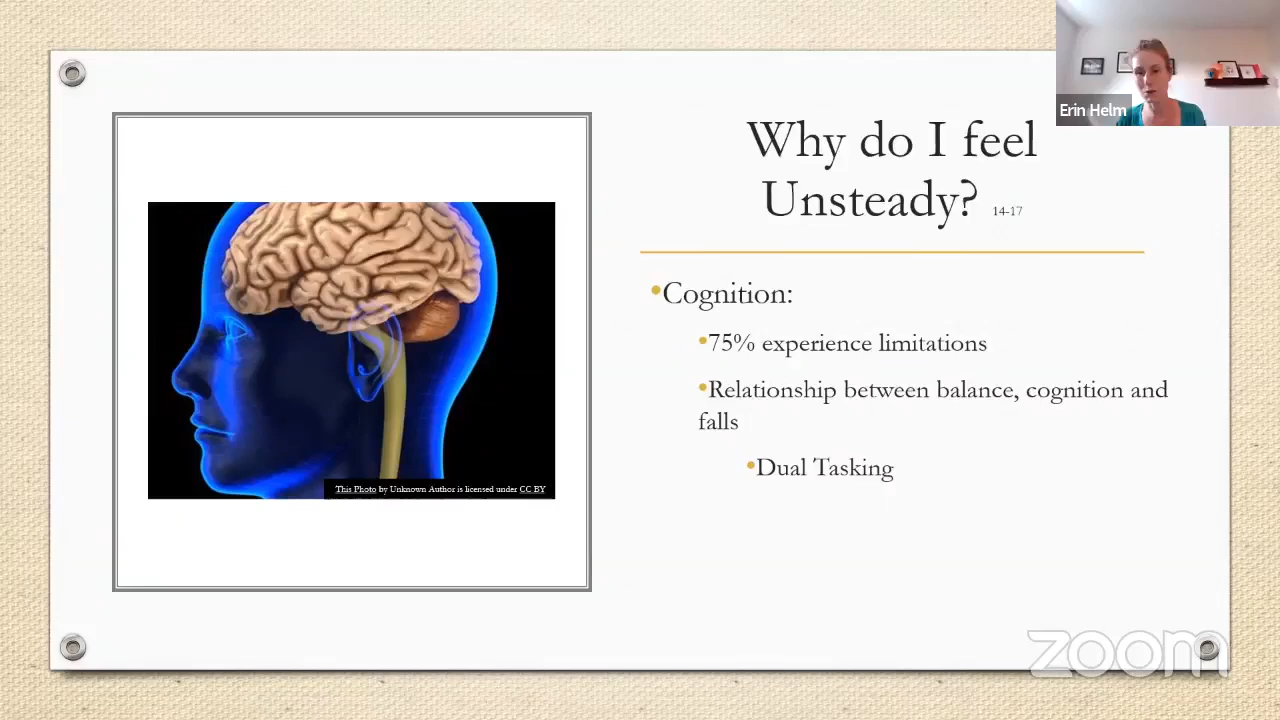 Erin Helm
Why do I feel
Unsteady? 14-17
•Cognition:
•75% experience limitations
•Relationship between balance, cognition and
falls
•Dual Tasking
This Photo by Unknown Author is licensed under CC BY
zoom